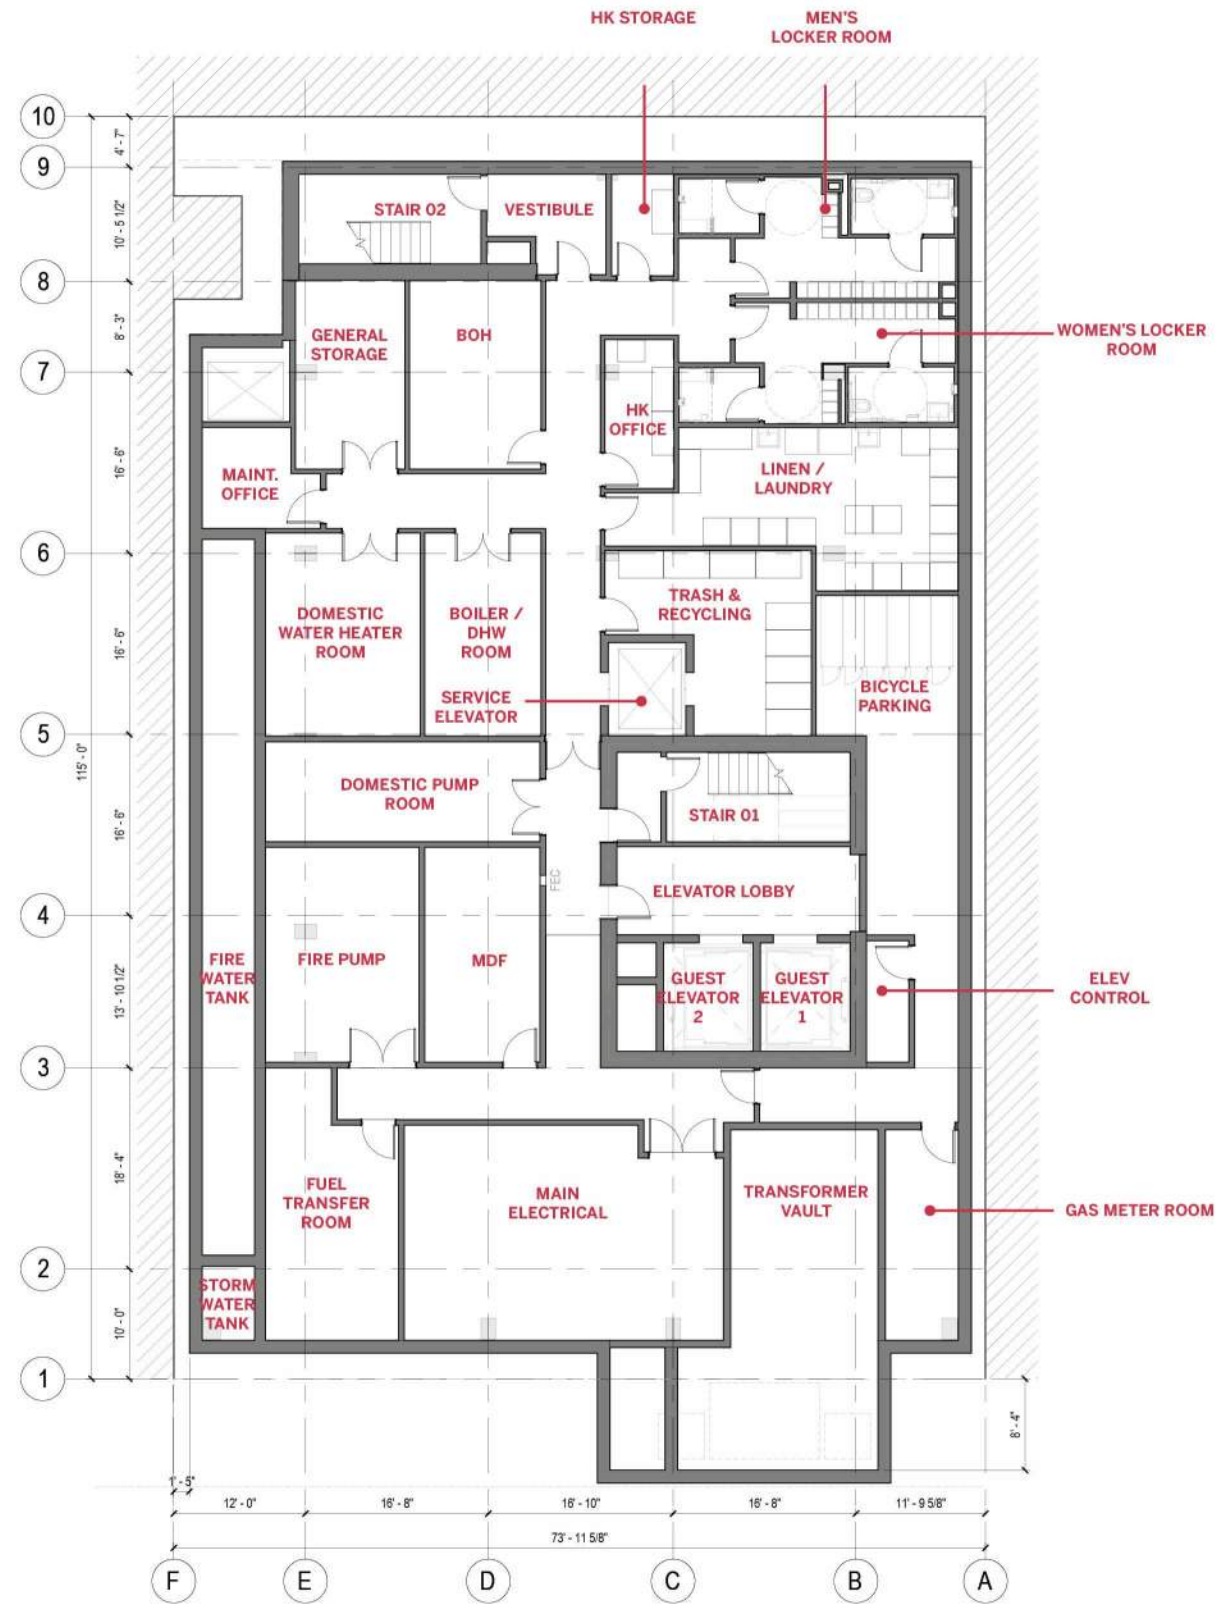 HK STORAGE
MEN'S
LOCKER ROOM
10
4' - 7"
9
STAIR 02
VESTIBULE
10' - 5 1/2"
8
GENERAL
STORAGE
BOH
8' - 3"
WOMEN'S LOCKER
ROOM
7
HK
OFFICE
MAINT.
OFFICE
LINEN /
LAUNDRY
16' - 6"
6
DOMESTIC
WATER HEATER
ROOM
BOILER /
DHW
ROOM
TRASH &
RECYCLING
16' - 6"
SERVICE
ELEVATOR
BICYCLE
PARKING
5
115' - 0"
DOMESTIC PUMP
ROOM
STAIR 01
16' - 6"
FEC
ELEVATOR LOBBY
4
FIRE
WATER
TANK
FIRE PUMP
MDF
GUEST
ELEVATOR
2
GUEST
ELEVATOR
1
ELEV
CONTROL
13' - 10 1/2"
3
18' - 4"
FUEL
TRANSFER
ROOM
MAIN
ELECTRICAL
TRANSFORMER
VAULT
GAS METER ROOM
2
STORM
WATER
TANK
10' - 0"
1
8' - 4"
1' - 5"
12' - 0"
16' - 8"
16' - 10"
16' - 8"
11' - 9 5/8"
73' - 11 5/8"
F
E
D
C
B
A